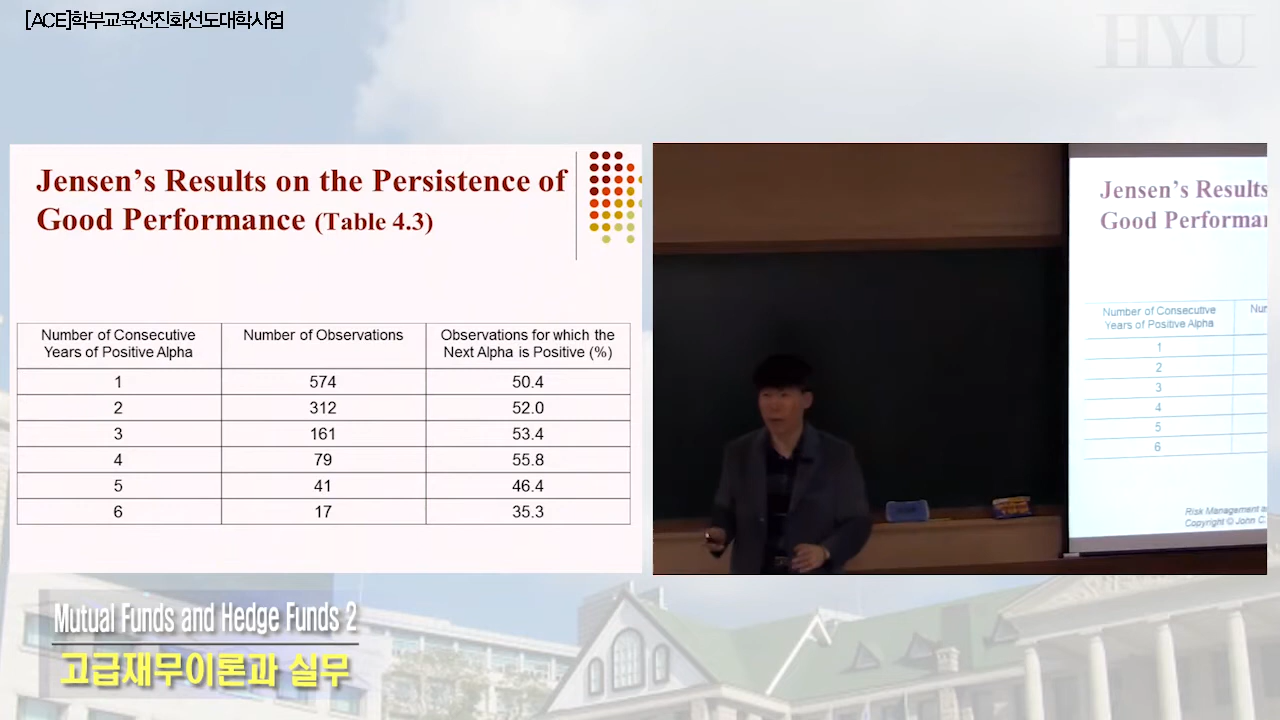 [ACE]학부교육선진화선도대학사업
HYU
Jensen's Results on the Persistence of
Good Performance (Table 4.3)
Number of Consecutive
Years of Positive Alpha
Number of Observations
Observations for which the
Next Alpha is Positive (%)
1 574 50.4
2 312 52.0
3 161 53.4
4 79 55.8
5 41 46.4
6 17 35.3
Jensen's Results
Good Performa
Number of Consecutive
Years of Positive Alpha
Nur
1
2
3
4
5
6
Risk Management a
Copyright © John C.
Mutual Funds and Hedge Funds 2
고급재무이론과 실무